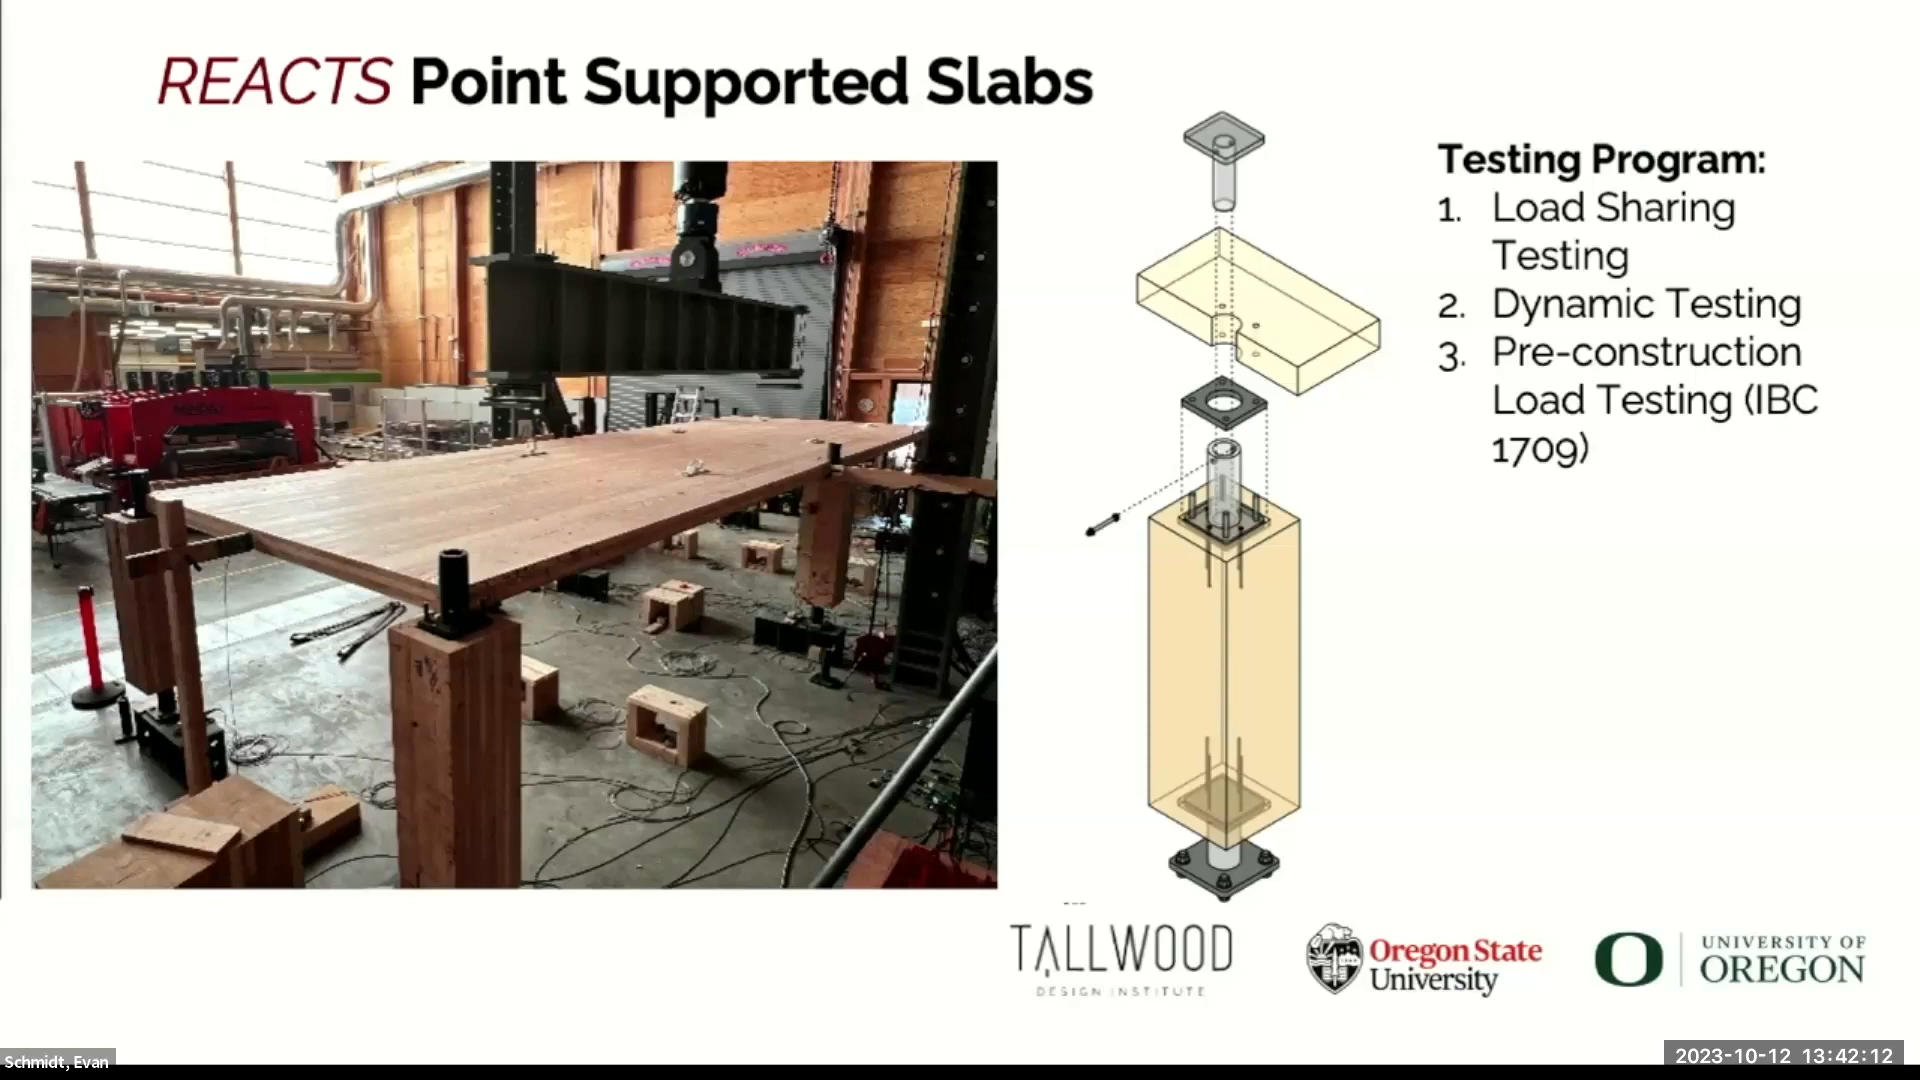 REACTS Point Supported Slabs
Testing Program:
1. Load Sharing
Testing
2. Dynamic Testing
3. Pre-construction
Load Testing (IBC
1709)
TALLWOOD
DESIGN INSTITUTE
Oregon State
University
UNIVERSITY OF
OREGON
Schmidt, Evan
2023-10-12 13:42:12